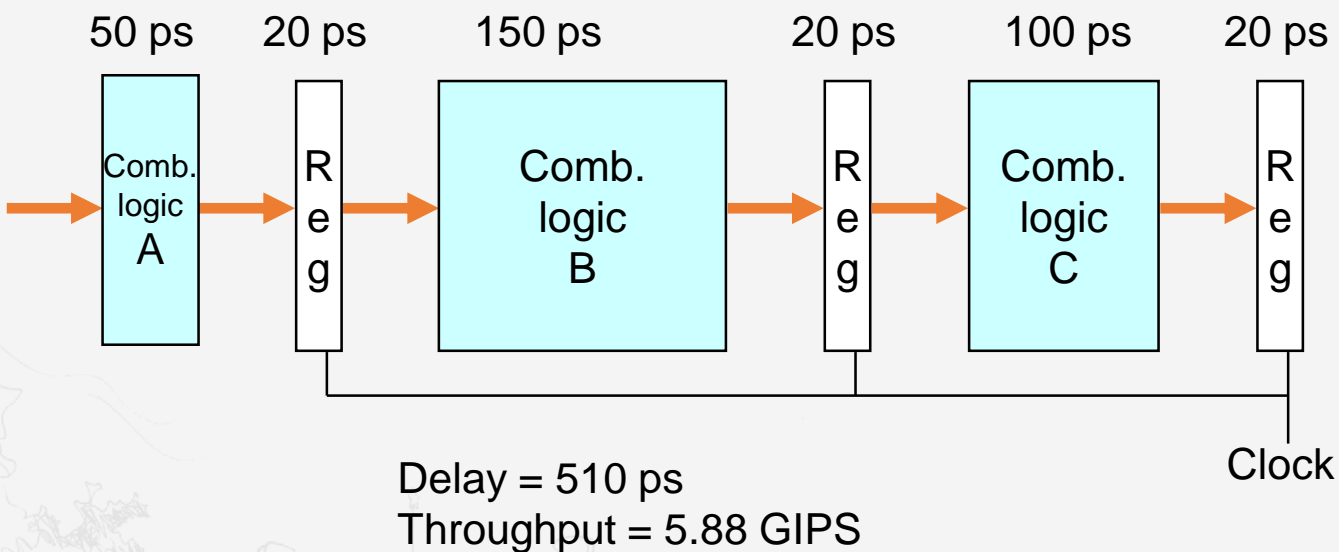 50 ps 20 ps 150 ps 20 ps 100 ps 20 ps
Comb.
logic
A
R
e
g
Comb.
logic
B
R
e
g
Comb.
logic
C
R
e
g
Clock
Delay = 510 ps
Throughput = 5.88 GIPS